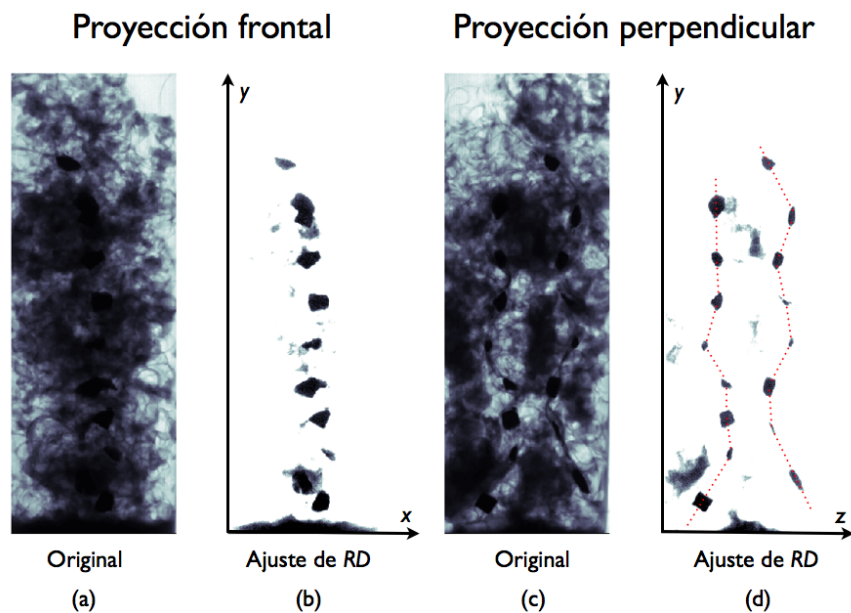 Proyección frontal
Proyección perpendicular
y
x
y
z
Original
Ajuste de RD
Original
Ajuste de RD
(a)
(b)
(c)
(d)